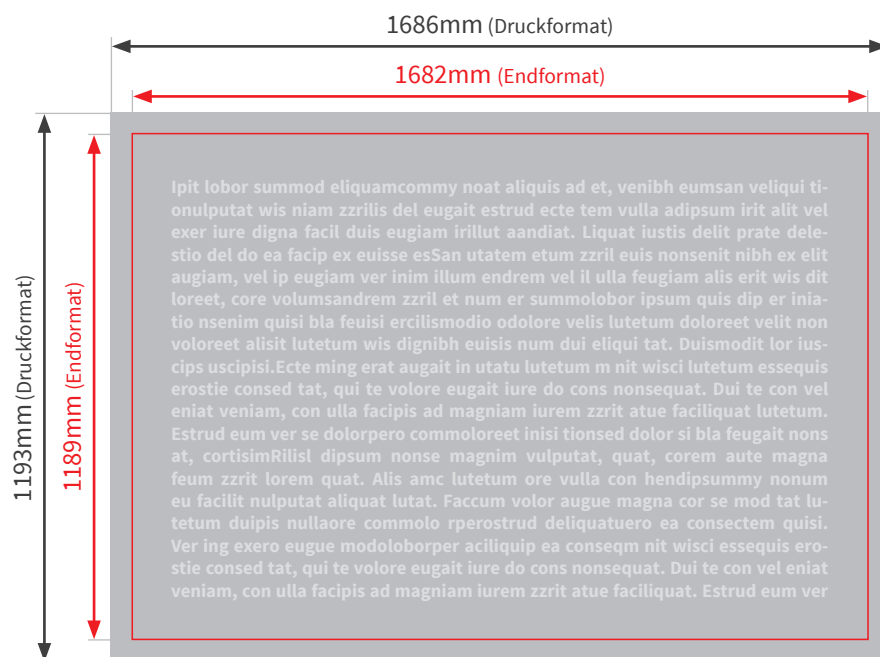 1686mm (Druckformat)
1682mm (Endformat)
1193mm (Druckformat)
1189mm (Endformat)
Ipit lobor summod eliquamcommy noat aliquis ad et, venibh eumsan veliqui ti-
onulputat wis niam zzrilis del eugait estrud ecte tem vulla adipsum irit alit vel
exer iure digna facil duis eugiam irillut aandiat. Liquat iustis delit prate dele-
stio del do ea facip ex euisse esSan utatem etum zzril euis nonsenit nibh ex elit
augiam, vel ip eugiam ver inim illum endrem vel il ulla feugiam alis erit wis dit
loreet, core volumsandrem zzril et num er summolobor ipsum quis dip er inia-
tio nsenim quisi bla feuisi ercilismodio odolore velis lutetum doloreet velit non
voloreet alisit lutetum wis dignibh euisis num dui eliqui tat. Duismodit lor ius-
cips uscipisi.Ecte ming erat augait in utatu lutetum m nit wisci lutetum essequis
erostie consed tat, qui te volore eugait iure do cons nonsequat. Dui te con vel
eniat veniam, con ulla facipis ad magniam iurem zzrit atue faciliquat lutetum.
Estrud eum ver se dolorpero commoloreet inisi tionsed dolor si bla feugait nons
at, cortisimRilisl dipsum nonse magnim vulputat, quat, corem aute magna
feum zzrit lorem quat. Alis amc lutetum ore vulla con hendipsummy nonum
eu facilit nulputat aliquat lutat. Faccum volor augue magna cor se mod tat lu-
tetum duipis nullaore commolo rperostrud deliquatuero ea consectem quisi.
Ver ing exero eugue modoloborper aciliquip ea conseqm nit wisci essequis ero-
stie consed tat, qui te volore eugait iure do cons nonsequat. Dui te con vel eniat
veniam, con ulla facipis ad magniam iurem zzrit atue faciliquat. Estrud eum ver